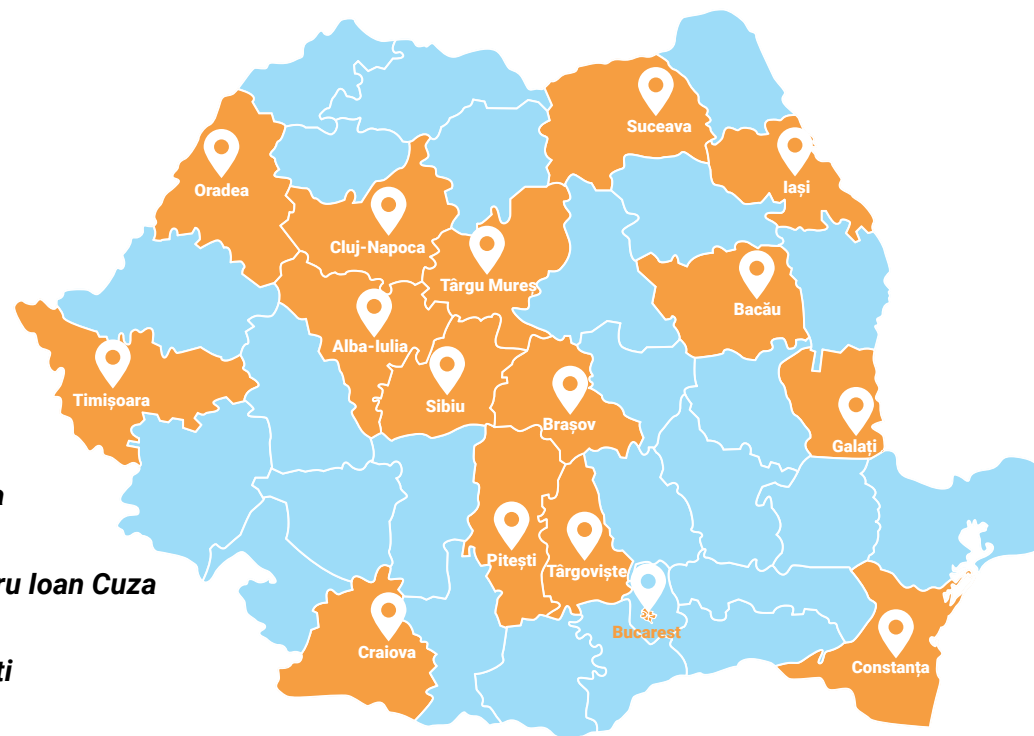 Suceava
Iași
Oradea
Cluj-Napoca
Târgu Mureș
Bacău
Alba-Iulia
Timișoara
Sibiu
Brașov
Galați
Pitești
Târgoviște
Bucarest
Craiova
Constanța
Ioan Cuza